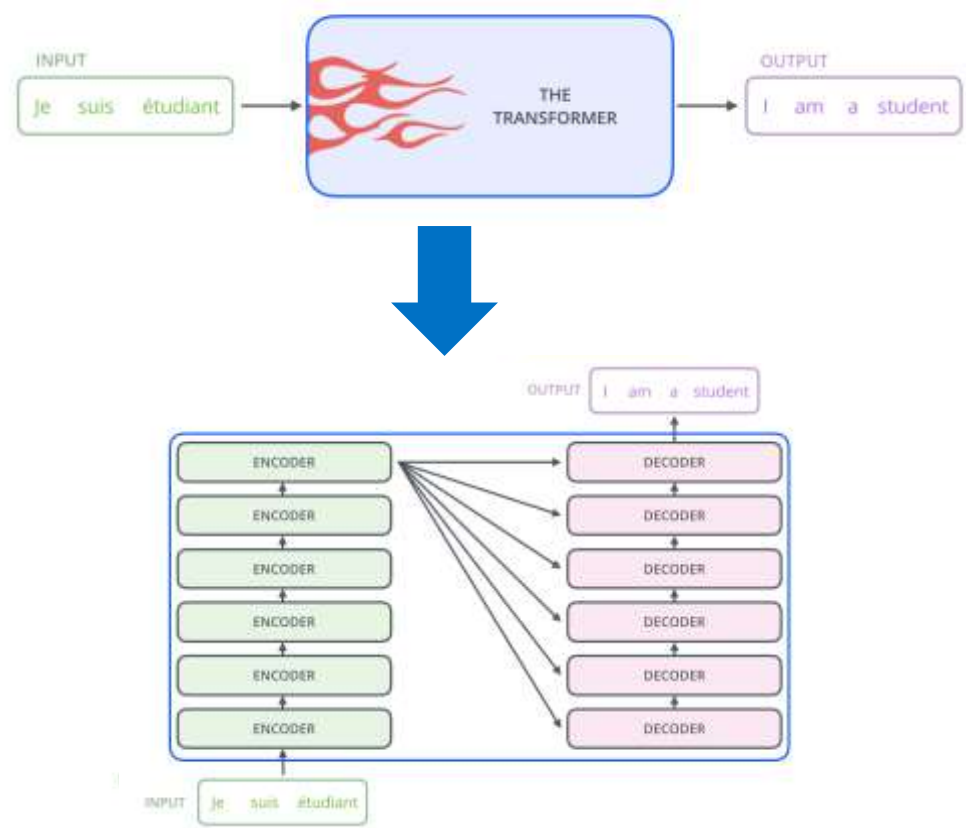 INPUT
Je suis étudiant
THE
TRANSFORMER
OUTPUT
I am a student
OUTPUT I am a student
ENCODER DECODER
ENCODER DECODER
ENCODER DECODER
ENCODER DECODER
ENCODER DECODER
ENCODER DECODER
INPUT Je suis étudiant